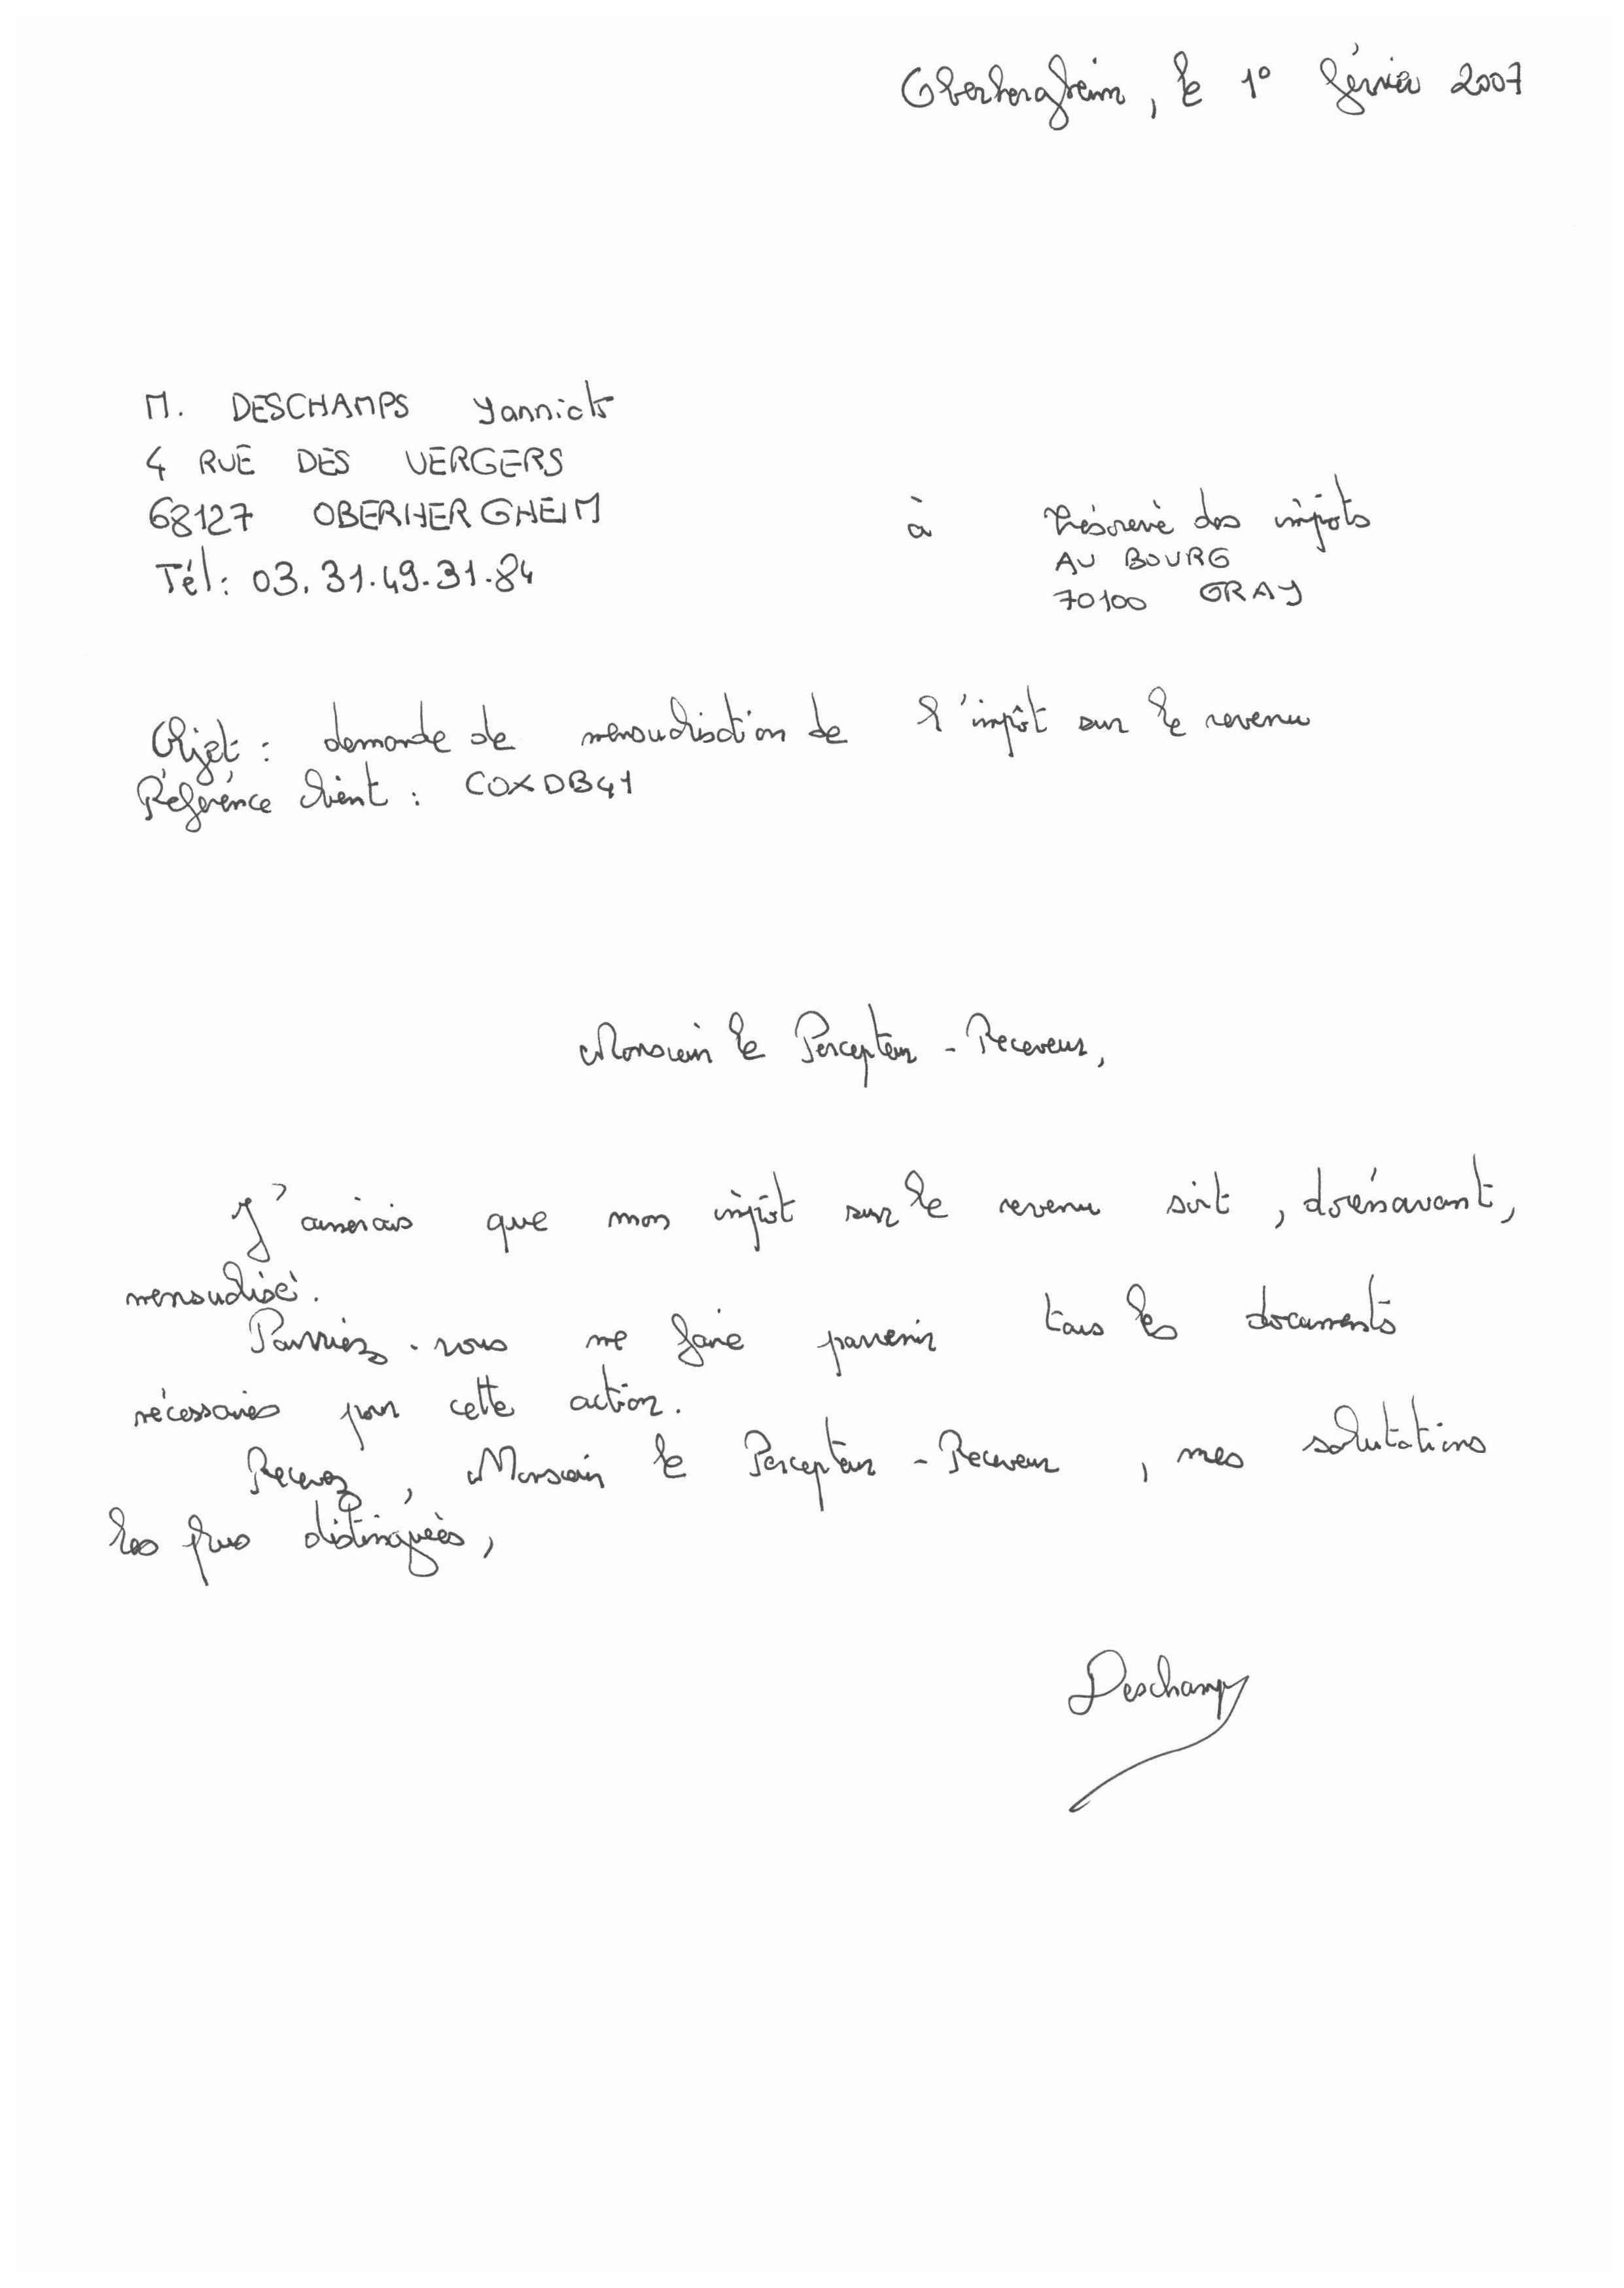 Oberhergheim, le 1° février 2007
M. DESCHAMPS Yannick
4 RUE DES VERGERS
68127 OBERHERGHEIM
Tél: 03.31.49.31.84
à Trésorerie des impôts
AU BOURG
70100 GRAY
Objet : demande de mensualisation de l'impôt sur le revenu
Référence client : COXDB41
Monsieur le Percepteur - Receveur,
J'aimerais que mon impôt sur le revenu soit, dorénavant,
mensualisé.
Pourriez-vous me faire parvenir tous les documents
nécessaires pour cette action.
Recevez, Monsieur le Percepteur - Receveur, mes salutations
les plus distinguées,
Deschamps